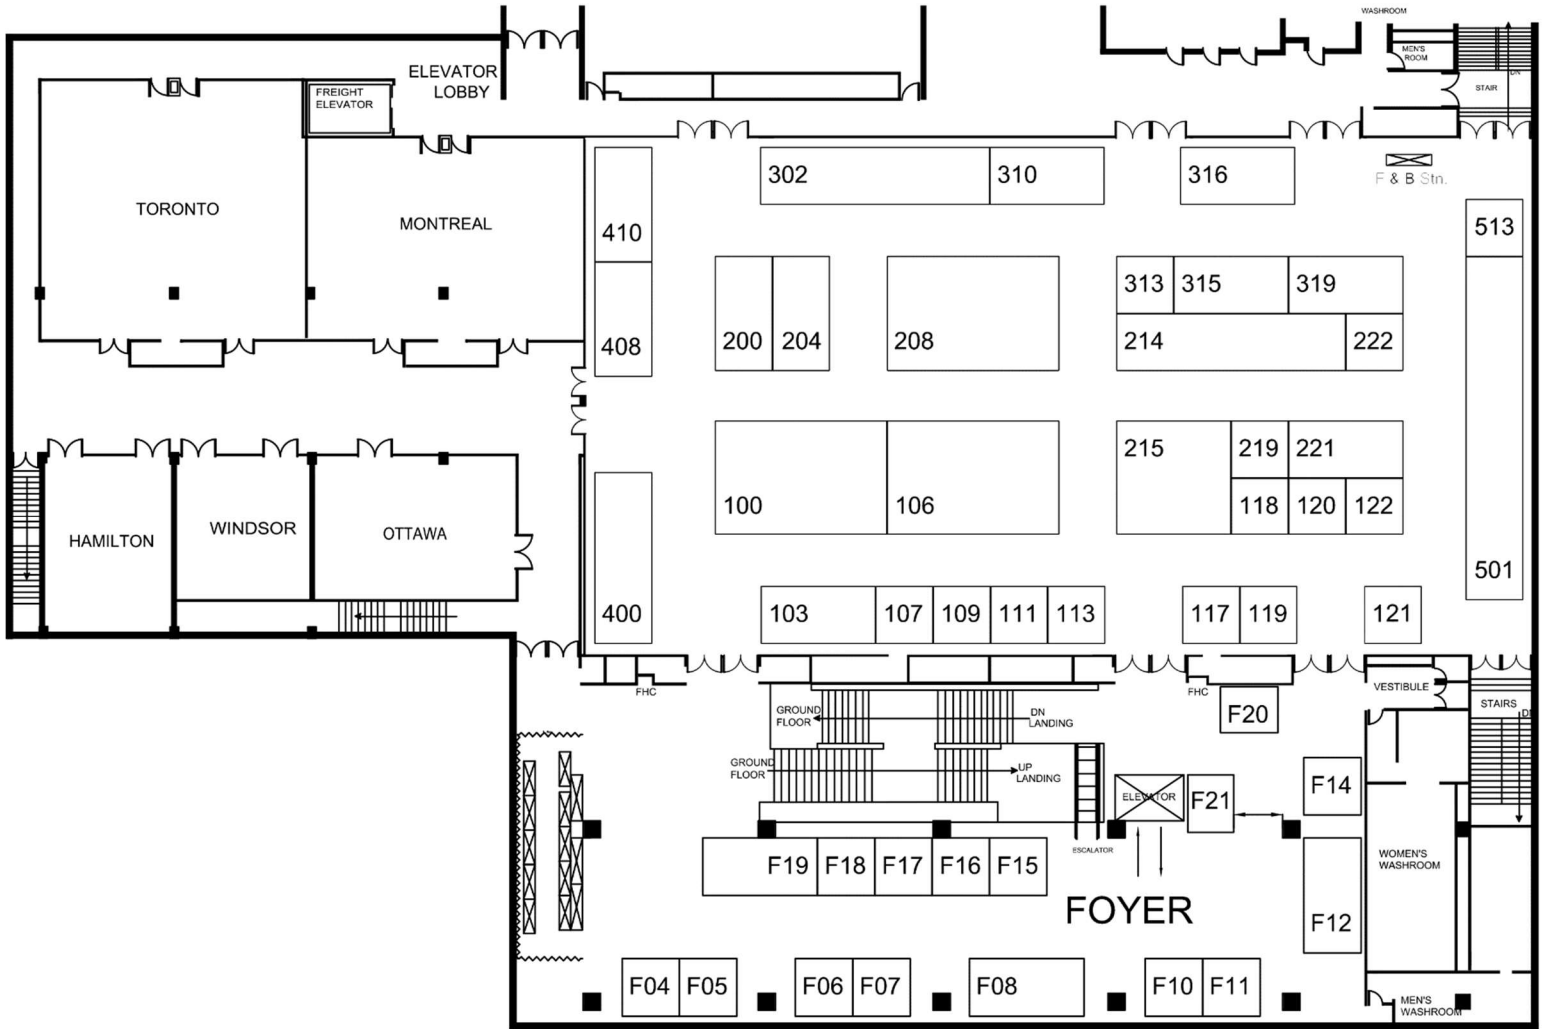 WASHROOM
MEN'S
ROOM
DN
STAIR
ELEVATOR
LOBBY
FREIGHT
ELEVATOR
TORONTO
MONTREAL
302
310
316
F & B Stn.
410
513
408
200
204
208
313
315
319
214
222
215
219
221
100
106
118
120
122
HAMILTON
WINDSOR
OTTAWA
400
501
103
107
109
111
113
117
119
121
FHC
FHC
VESTIBULE
STAIRS
DN
GROUND
FLOOR
DN
LANDING
GROUND
FLOOR
UP
LANDING
F20
F14
ELEVATOR
F21
ESCALATOR
F19
F18
F17
F16
F15
WOMEN'S
WASHROOM
FOYER
F12
F04
F05
F06
F07
F08
F10
F11
MEN'S
WASHROOM